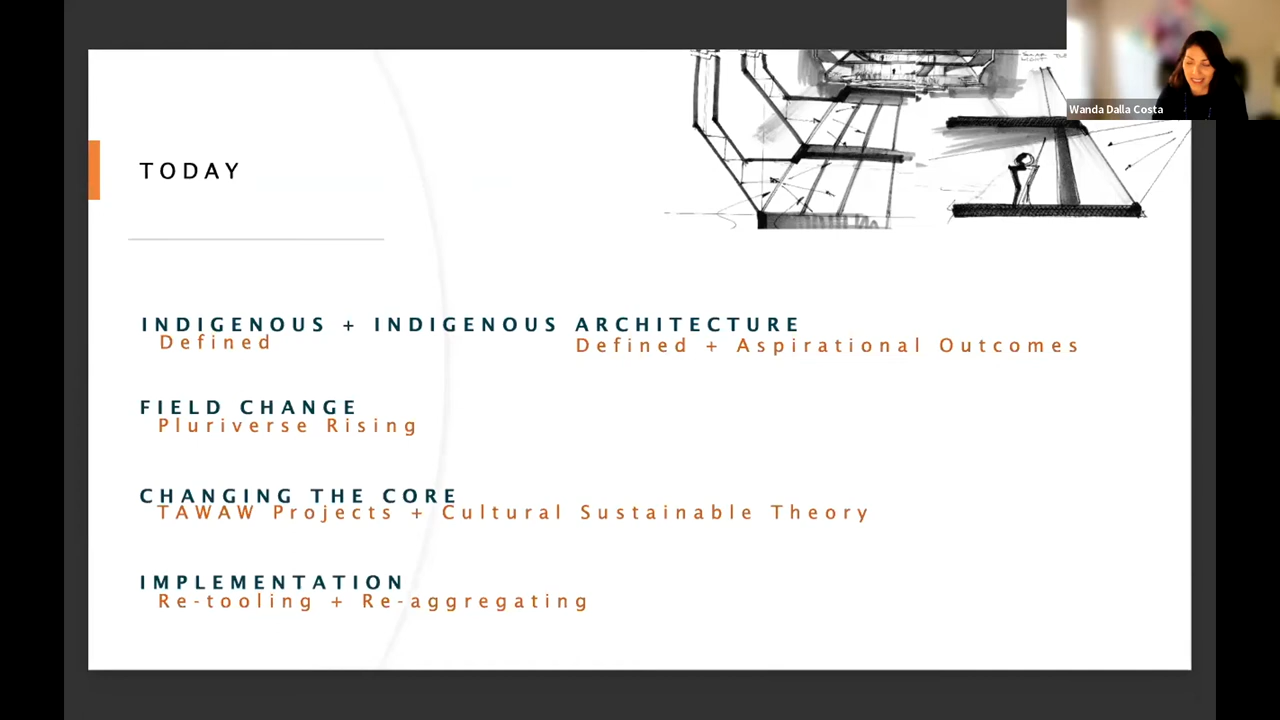 Wanda Dalla Costa
TODAY
INDIGENOUS + INDIGENOUS ARCHITECTURE
Defined
Defined + Aspirational Outcomes
FIELD CHANGE
Pluriverse Rising
CHANGING THE CORE
TAWAW Projects + Cultural Sustainable Theory
IMPLEMENTATION
Re-tooling + Re-aggregating